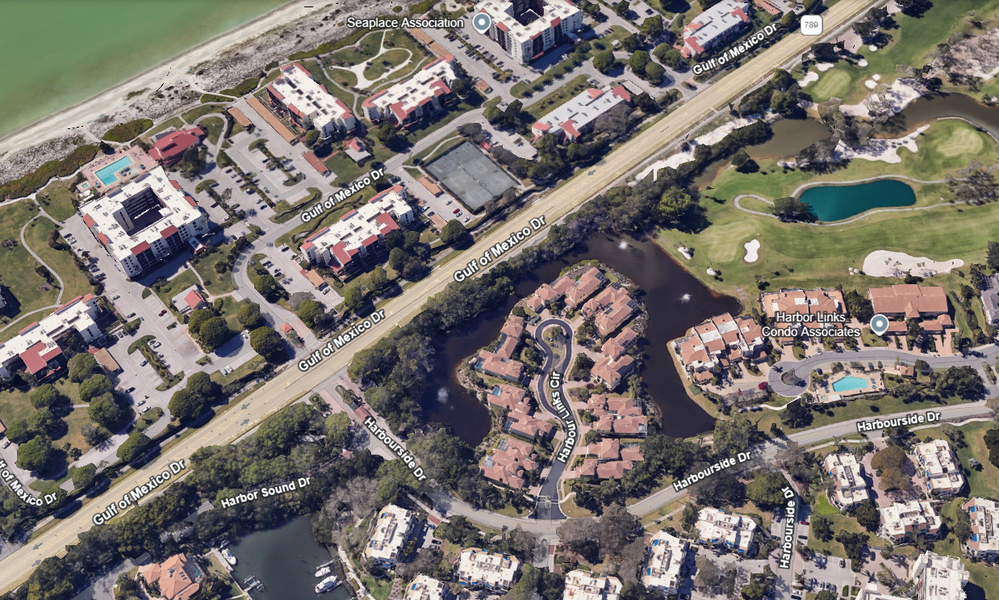 Seaplace Association
789
Gulf of Mexico Dr
Gulf of Mexico Dr
Gulf of Mexico Dr
Gulf of Mexico Dr
Harbor Links
Condo Associates
Harbour Links Cir
Harbourside Dr
Harbourside Dr
Harbourside Dr
Gulf of Mexico Dr
Harbor Sound Dr
of Mexico Dr
Harbourside Dr